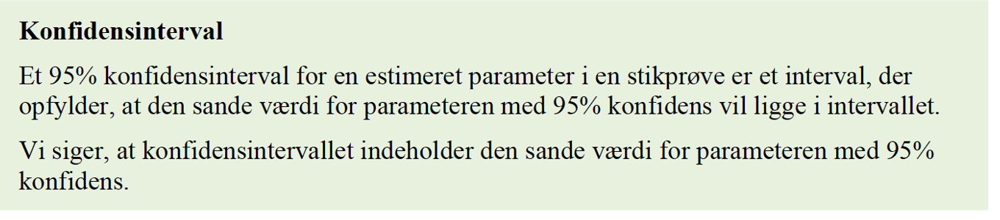 Konfidensinterval
Et 95% konfidensinterval for en estimeret parameter i en stikprøve er et interval, der
opfylder, at den sande værdi for parameteren med 95% konfidens vil ligge i intervallet.
Vi siger, at konfidensintervallet indeholder den sande værdi for parameteren med 95%
konfidens.